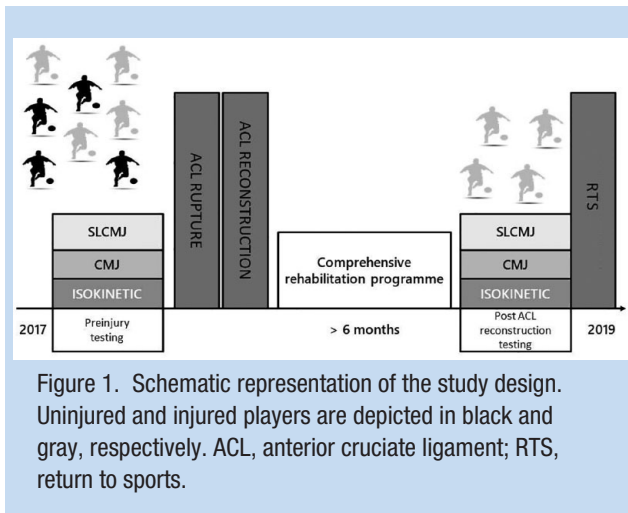 ACL RUPTURE
ACL RECONSTRUCTION
RTS
SLCMJ
CMJ
ISOKINETIC
Comprehensive
rehabilitation programme
SLCMJ
CMJ
ISOKINETIC
2017
Preinjury
testing
> 6 months
Post ACL
reconstruction
testing
2019
Figure 1. Schematic representation of the study design.
Uninjured and injured players are depicted in black and
gray, respectively. ACL, anterior cruciate ligament; RTS,
return to sports.